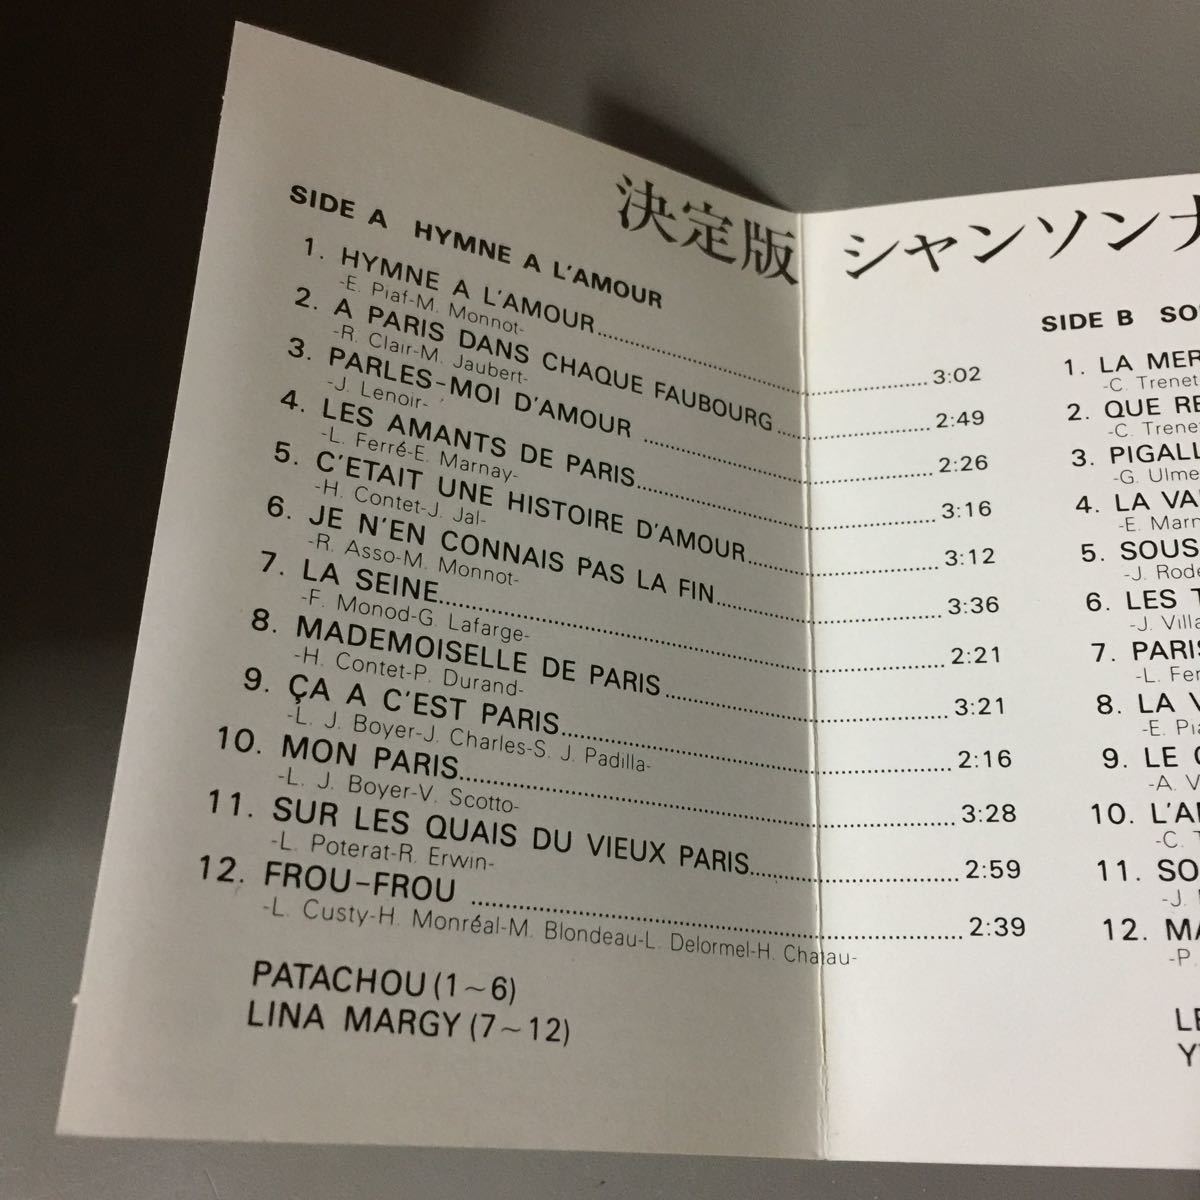 決定版 シャンソン
SIDE A HYMNE A L'AMOUR
1. HYMNE A L'AMOUR 3:02
-E. Piaf-M. Monnot-
2. A PARIS DANS CHAQUE FAUBOURG 2:49
-R. Clair-M. Jaubert-
3. PARLES-MOI D'AMOUR 2:26
-J. Lenoir-
4. LES AMANTS DE PARIS 3:16
-L. Ferré-E. Marnay-
5. C'ETAIT UNE HISTOIRE D'AMOUR 3:12
-H. Contet-J. Jal-
6. JE N'EN CONNAIS PAS LA FIN 3:36
-R. Asso-M. Monnot-
7. LA SEINE 2:21
-F. Monod-G. Lafarge-
8. MADEMOISELLE DE PARIS 3:21
-H. Contet-P. Durand-
9. ÇA A C'EST PARIS 2:16
-L. J. Boyer-J. Charles-S. J. Padilla-
10. MON PARIS 3:28
-L. J. Boyer-V. Scotto-
11. SUR LES QUAIS DU VIEUX PARIS 2:59
-L. Poterat-R. Erwin-
12. FROU-FROU 2:39
-L. Custy-H. Monréal-M. Blondeau-L. Delormel-H. Chatau-
PATACHOU (1~6)
LINA MARGY (7~12)
SIDE B
1. LA MER
-C. Trenet
2. QUE
-C.
3.
-G.
4. LA
-E.
5. SOUS
-J.
6. LES
-J.
7. PARIS
-L.
8. LA
-E.
9. LE
-A.
10.
-C.
11.
-J.
12.
-P.